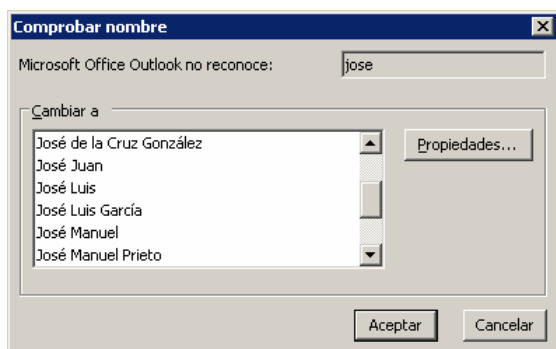 Comprobar nombre
Microsoft Office Outlook no reconoce: jose
Cambiar a
José de la Cruz González
Propiedades...
José Juan
José Luis
José Luis García
José Manuel
José Manuel Prieto
Aceptar Cancelar